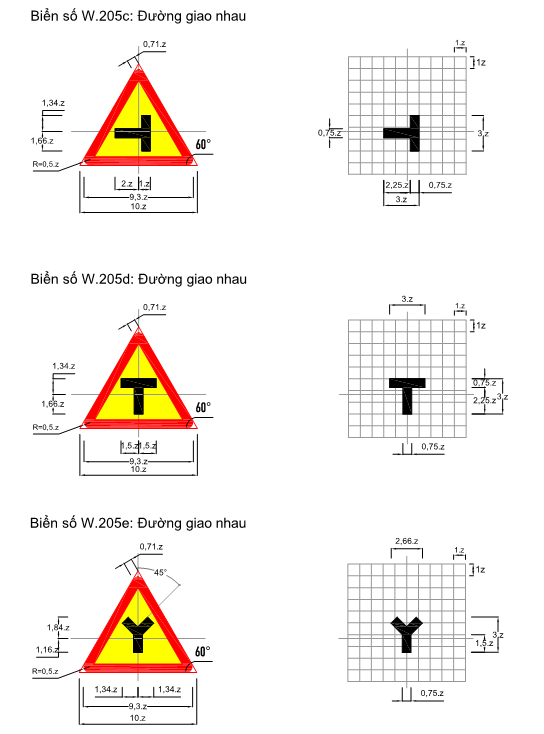 Biển số W.205c: Đường giao nhau
0,71.z
1.z
1z
1,34.z
1,66.z
0,75.z
3.z
60°
R=0,5.z
2.z
1.z
2,25.z
0,75.z
9,3.z
3.z
10.z
Biển số W.205d: Đường giao nhau
3.z
0,71.z
1.z
1z
1,34.z
0,75.z
1,66.z
2,25.z
3.z
60°
R=0,5.z
1,5.z
1,5.z
0,75.z
9,3.z
10.z
Biển số W.205e: Đường giao nhau
0,71.z
2,66.z
1.z
1z
45°
1,84.z
3.z
1,16.z
1,5.z
60°
R=0,5.z
1,34.z
1,34.z
0,75.z
9,3.z
10.z